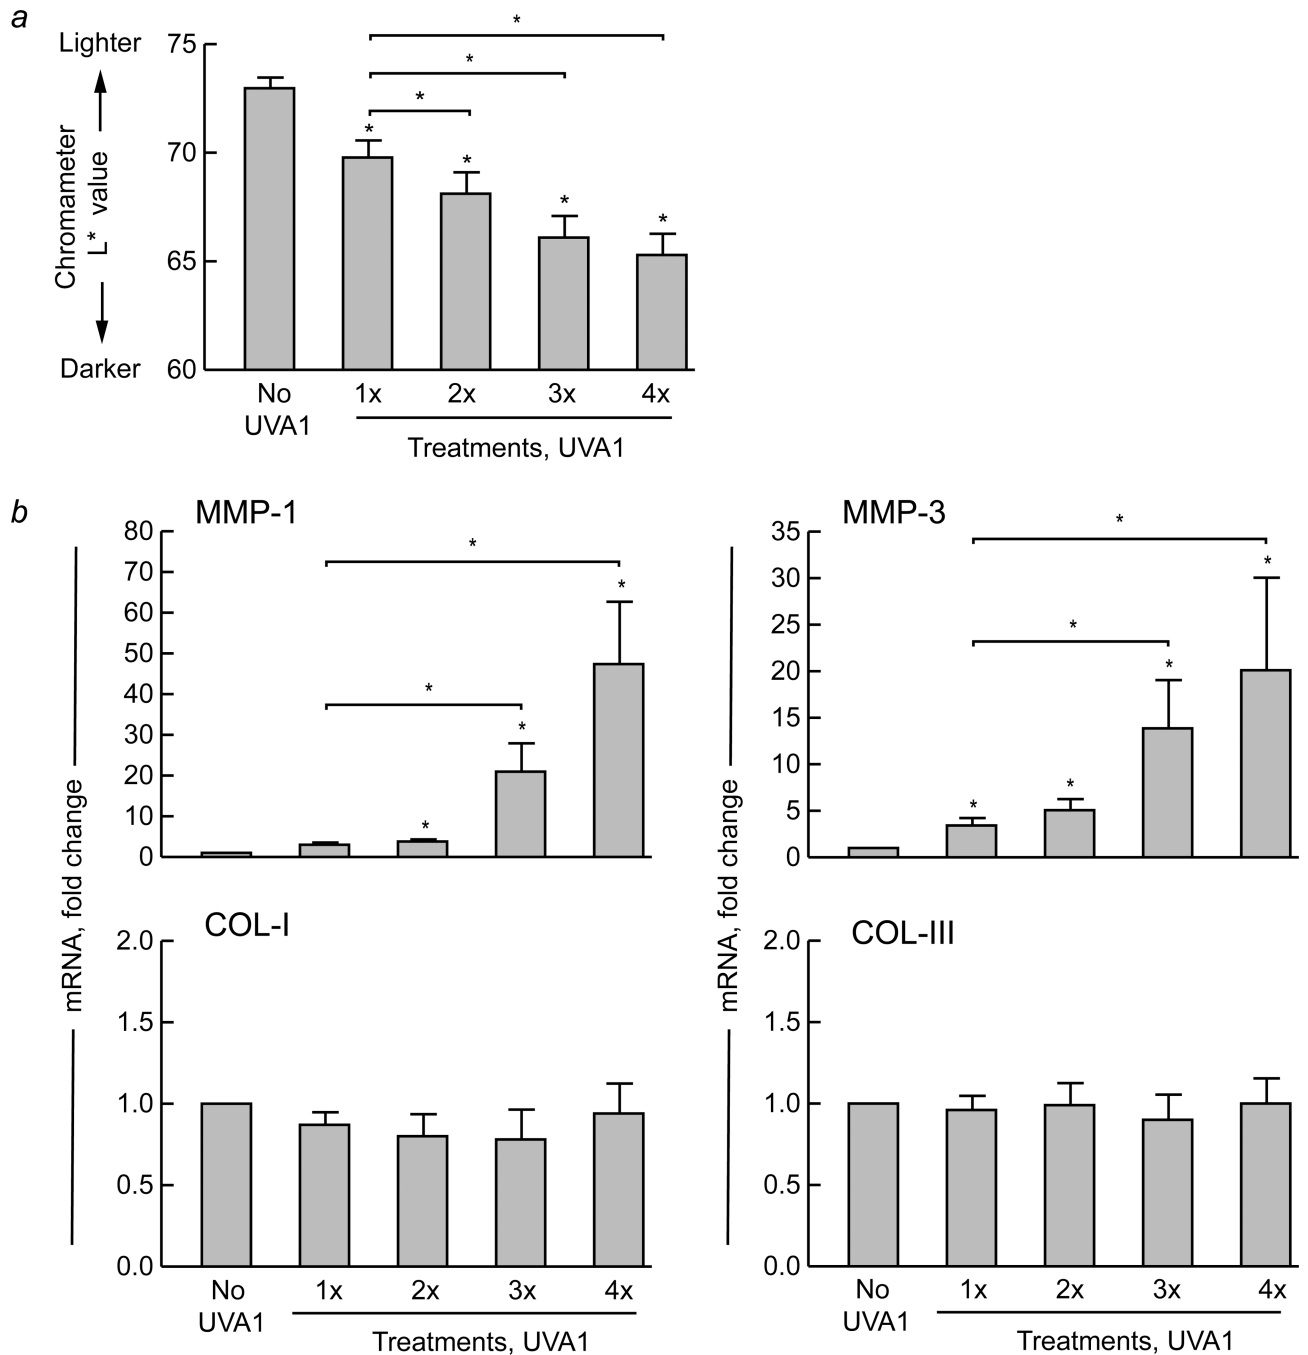 a
Lighter
Chromameter
L* value
Darker
75
70
65
60
*
*
*
*
*
*
*
No
UVA1
1x
2x
3x
4x
Treatments, UVA1
b
MMP-1
mRNA, fold change
80
70
60
50
40
30
20
10
0
*
*
*
*
*
MMP-3
mRNA, fold change
35
30
25
20
15
10
5
0
*
*
*
*
*
*
COL-I
2.0
1.5
1.0
0.5
0.0
No
UVA1
1x
2x
3x
4x
Treatments, UVA1
COL-III
2.0
1.5
1.0
0.5
0.0
No
UVA1
1x
2x
3x
4x
Treatments, UVA1